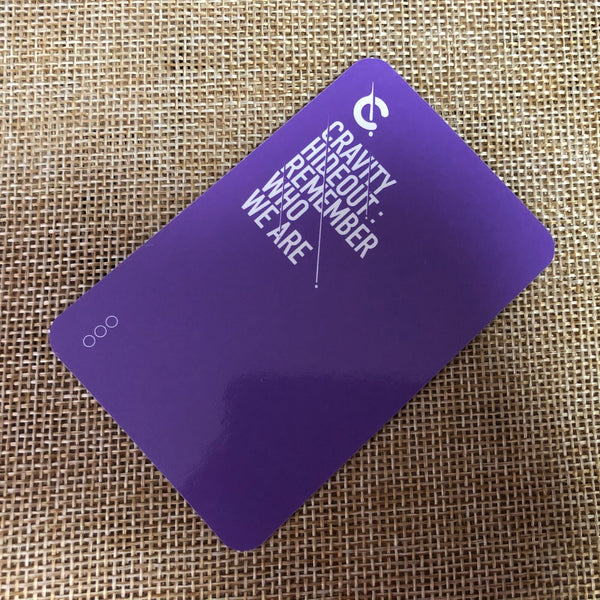 C.
CRAVITY
HIDEOUT:
REMEMBER
WHO
WE ARE